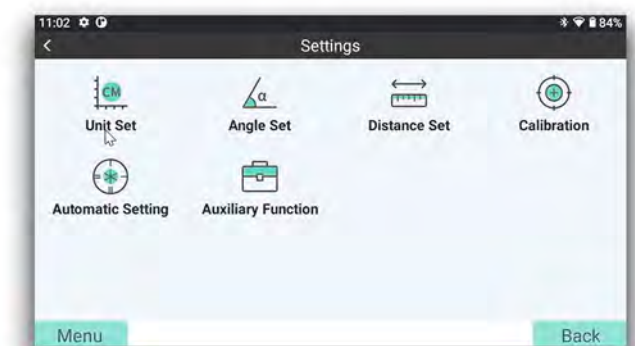 11:02 84%
Settings
CM α
Unit Set Angle Set Distance Set Calibration
Automatic Setting Auxiliary Function
Menu Back